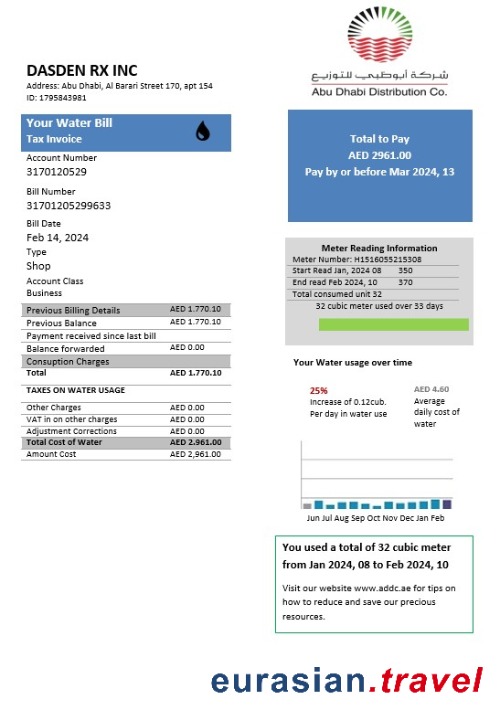 شركة أبوظبي للتوزيع
Abu Dhabi Distribution Co.
DASDEN RX INC
Address: Abu Dhabi, Al Barari Street 170, apt 154
ID: 1795843981
Your Water Bill
Tax Invoice
Account Number
3170120529
Bill Number
31701205299633
Bill Date
Feb 14, 2024
Type
Shop
Account Class
Business
Previous Billing Details AED 1.770.10
Previous Balance AED 1.770.10
Payment received since last bill
Balance forwarded AED 0.00
Consuption Charges
Total AED 1.770.10
TAXES ON WATER USAGE
Other Charges AED 0.00
VAT in on other charges AED 0.00
Adjustment Corrections AED 0.00
Total Cost of Water AED 2.961.00
Amount Cost AED 2,961.00
Total to Pay
AED 2961.00
Pay by or before Mar 2024, 13
Meter Reading Information
Meter Number: H1516055215308
Start Read Jan, 2024 08 350
End read Feb 2024, 10 370
Total consumed unit 32
32 cubic meter used over 33 days
Your Water usage over time
25%
Increase of 0.12cub.
Per day in water use
AED 4.60
Average
daily cost of
water
Jun Jul Aug Sep Oct Nov Dec Jan Feb
You used a total of 32 cubic meter
from Jan, 08 to Feb 2024, 10
Visit our website www.addc.ae for tips on
how to reduce and save our precious
resources.
eurasian.travel